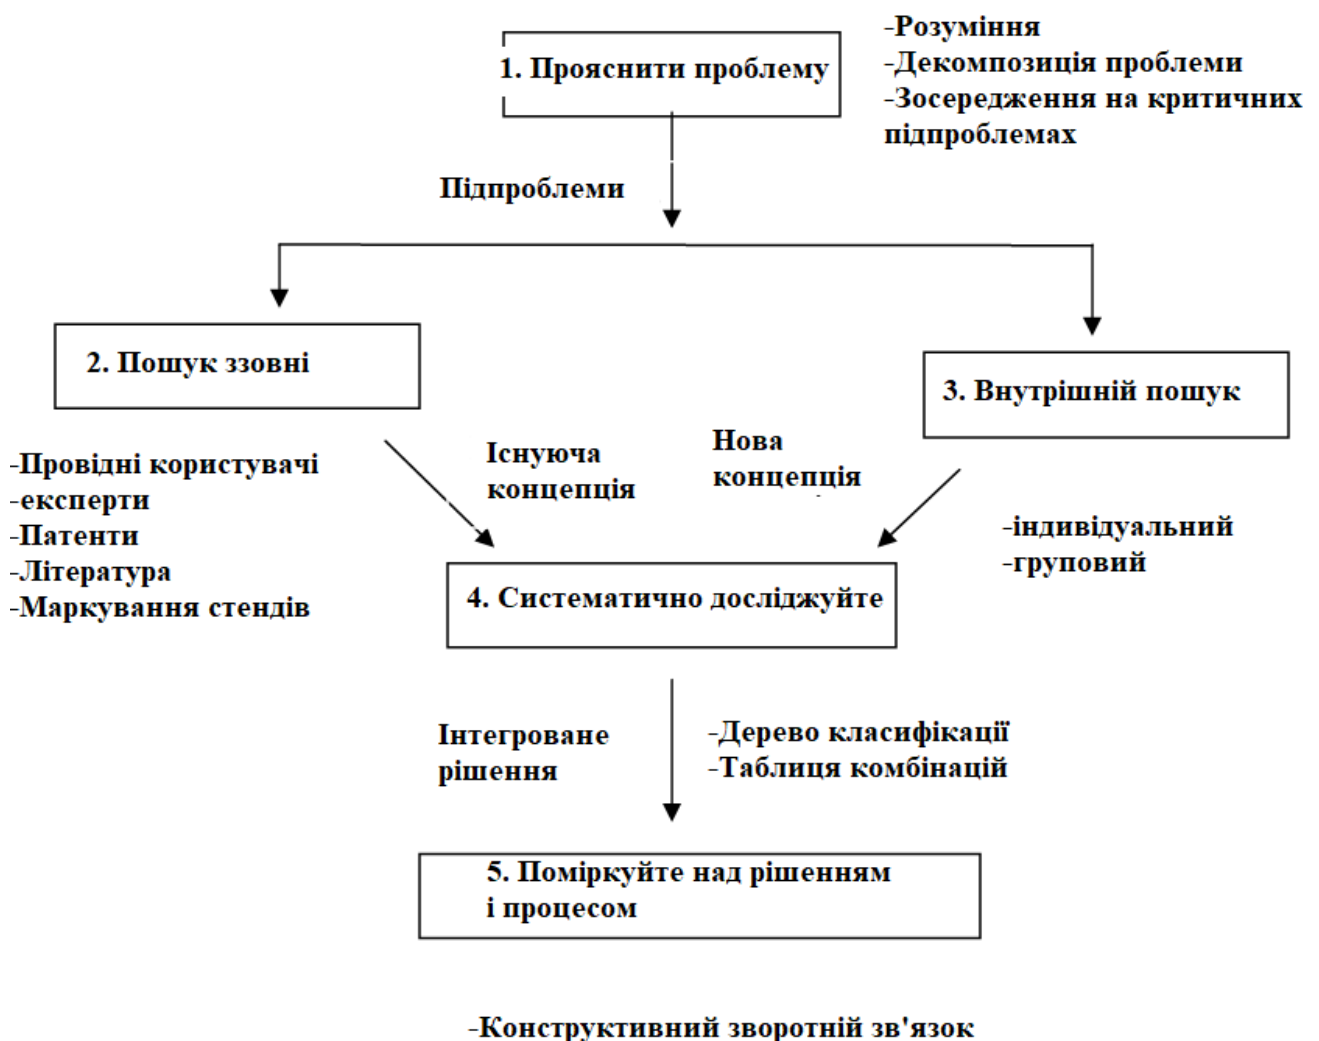 1. Прояснити проблему
-Розуміння
-Декомпозиція проблеми
-Зосередження на критичних
підпроблемах
Підпроблеми
2. Пошук ззовні
3. Внутрішній пошук
-Провідні користувачі
-експерти
-Патенти
-Література
-Маркування стендів
Існуюча
концепція
Нова
концепція
-індивідуальний
-груповий
4. Систематично досліджуйте
Інтегроване
рішення
-Дерево класифікації
-Таблиця комбінацій
5. Поміркуйте над рішенням
і процесом
-Конструктивний зворотній зв'язок